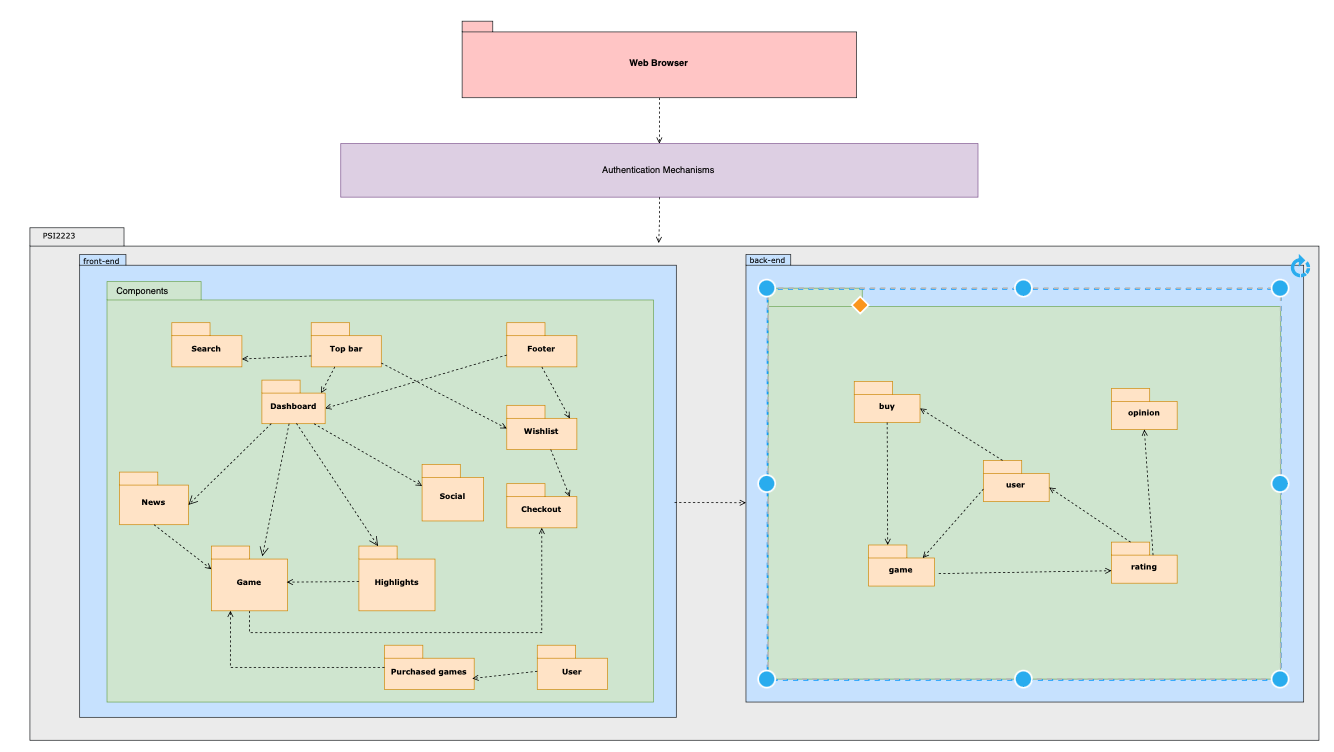 Web Browser
Authentication Mechanisms
PSI2223
front-end
Components
Search
Top bar
Footer
Dashboard
Wishlist
News
Social
Checkout
Game
Highlights
Purchased games
User
back-end
buy
opinion
user
game
rating